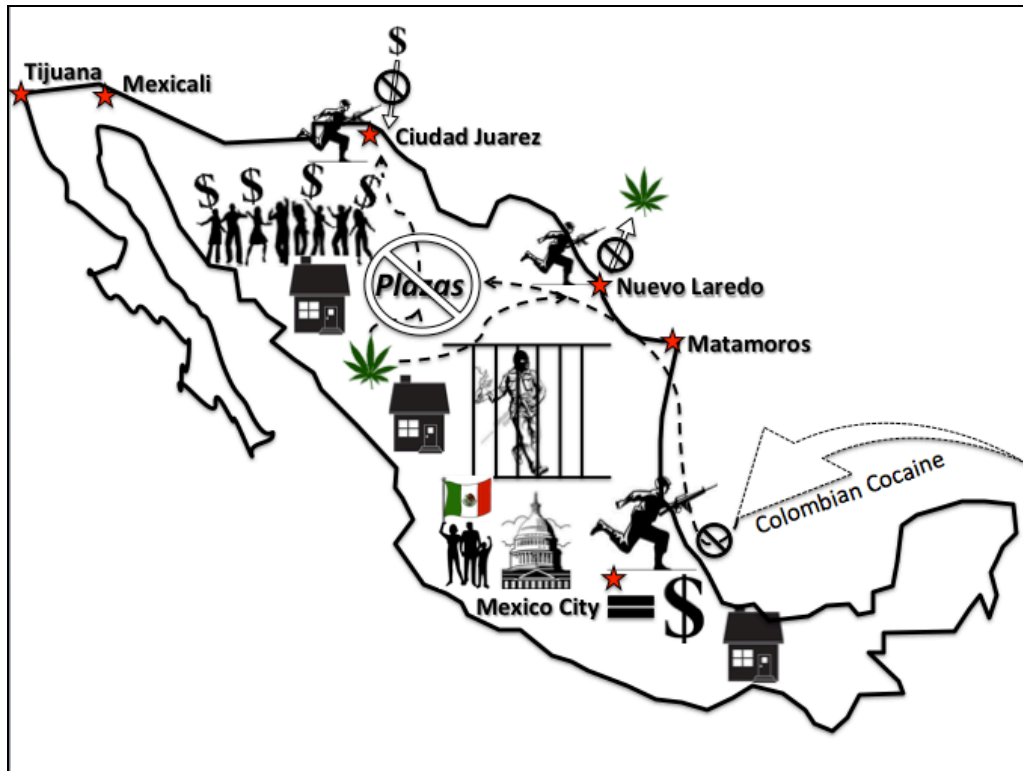 $
Tijuana
Mexicali
Ciudad Juarez
$ $ $ $
Plazas
Nuevo Laredo
Matamoros
Colombian Cocaine
Mexico City = $